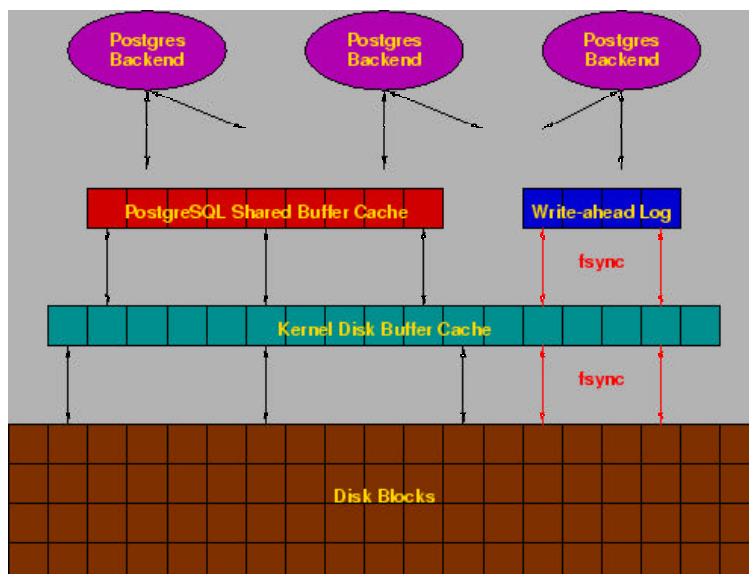 Postgres
Backend
Postgres
Backend
Postgres
Backend
PostgreSQL Shared Buffer Cache
Write-ahead Log
fsync
Kernel Disk Buffer Cache
fsync
Disk Blocks